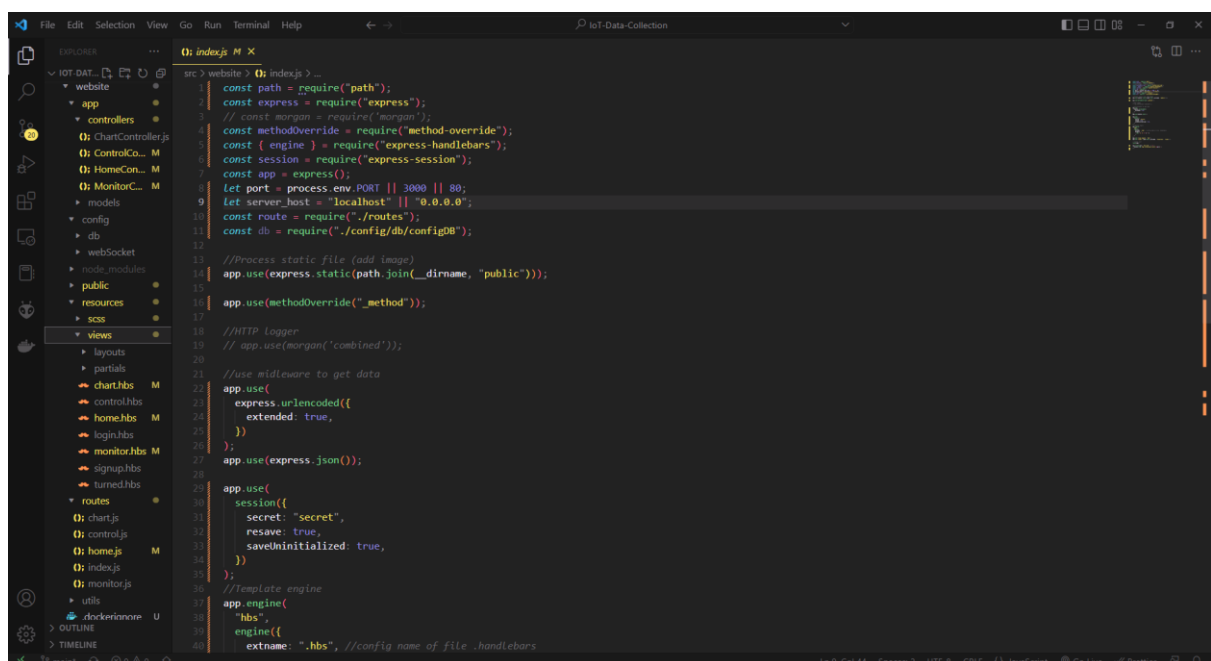 File Edit Selection View Go Run Terminal Help
IoT-Data-Collection
EXPLORER
IOT-DAT...
website
app
controllers
ChartController.js
ControlCo... M
HomeCon... M
MonitorC... M
models
config
db
webSocket
node_modules
public
resources
scss
views
layouts
partials
chart.hbs M
control.hbs
home.hbs M
login.hbs
monitor.hbs M
signup.hbs
turned.hbs
routes
chart.js
control.js
home.js M
index.js
monitor.js
utils
.dockerignore U
OUTLINE
TIMELINE
20
index.js M
src > website > index.js > ...
1 const path = require("path");
2 const express = require("express");
3 // const morgan = require('morgan');
4 const methodOverride = require("method-override");
5 const { engine } = require("express-handlebars");
6 const session = require("express-session");
7 const app = express();
8 let port = process.env.PORT || 3000 || 80;
9 let server_host = "localhost" || "0.0.0.0";
10 const route = require("./routes");
11 const db = require("./config/db/configDB");
12
13 //Process static file (add image)
14 app.use(express.static(path.join(__dirname, "public")));
15
16 app.use(methodOverride("_method"));
17
18 //HTTP logger
19 // app.use(morgan('combined'));
20
21 //use midleware to get data
22 app.use(
23 express.urlencoded({
24 extended: true,
25 })
26 );
27 app.use(express.json());
28
29 app.use(
30 session({
31 secret: "secret",
32 resave: true,
33 saveUninitialized: true,
34 })
35 );
36 //Template engine
37 app.engine(
38 "hbs",
39 engine({
40 extname: ".hbs", //config name of file .handlebars